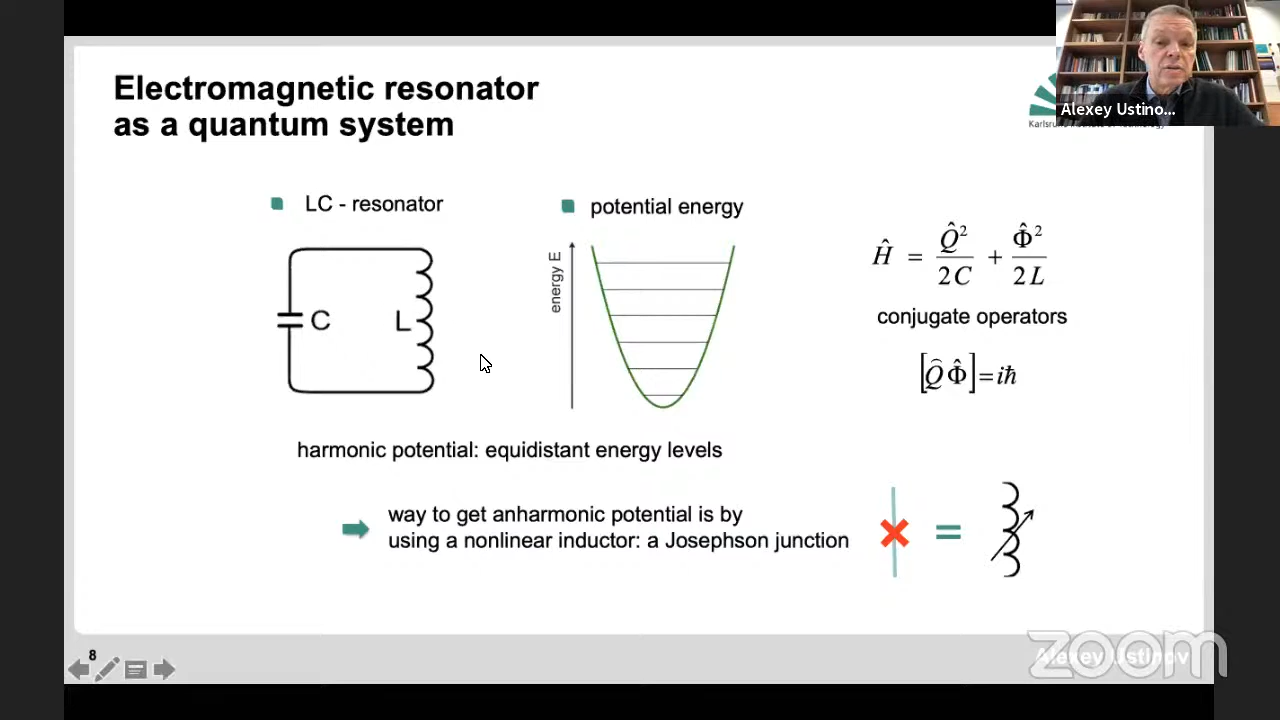 Electromagnetic resonator
as a quantum system
Alexey Ustino...
LC - resonator
potential energy
C
L
energy E
Ĥ = Q̂²/2C + Φ̂²/2L
conjugate operators
[Q̂ Φ̂] = iħ
harmonic potential: equidistant energy levels
way to get anharmonic potential is by
using a nonlinear inductor: a Josephson junction
=
8
Alexey Ustinov
zoom